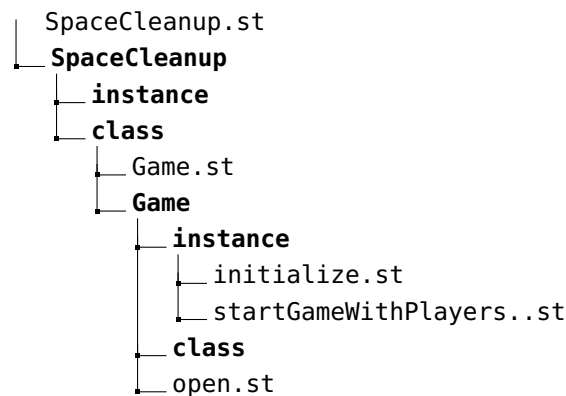 SpaceCleanup.st
SpaceCleanup
instance
class
Game.st
Game
instance
initialize.st
startGameWithPlayers..st
class
open.st